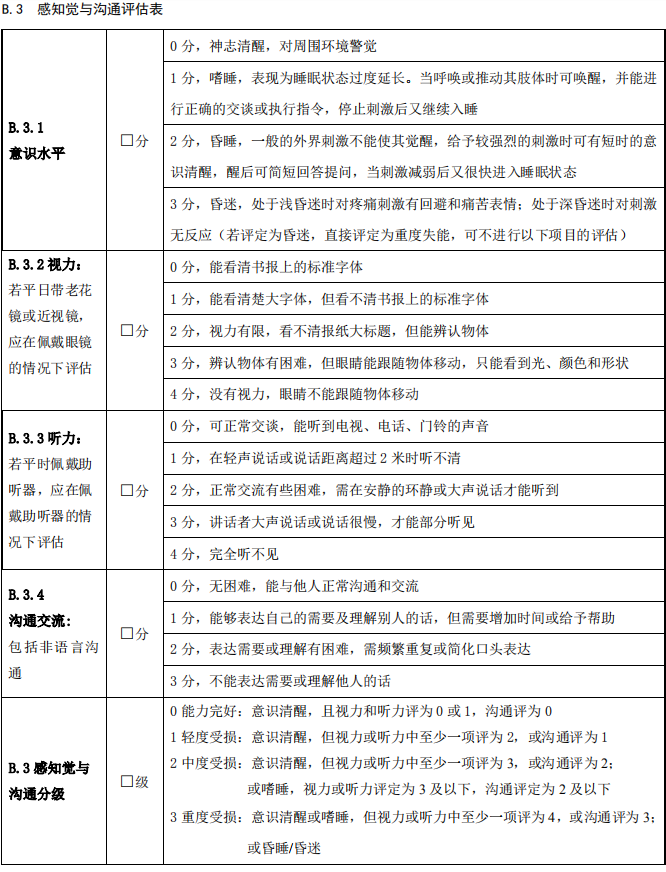 B.3 感知觉与沟通评估表
B.3.1
意识水平
□分
0 分，神志清醒，对周围环境警觉
1 分，嗜睡，表现为睡眠状态过度延长。当呼唤或推动其肢体时可唤醒，并能进
行正确的交谈或执行指令，停止刺激后又继续入睡
2 分，昏睡，一般的外界刺激不能使其觉醒，给予较强烈的刺激时可有短时的意
识清醒，醒后可简短回答提问，当刺激减弱后又很快进入睡眠状态
3 分，昏迷，处于浅昏迷时对疼痛刺激有回避和痛苦表情；处于深昏迷时对刺激
无反应（若评定为昏迷，直接评定为重度失能，可不进行以下项目的评估）
B.3.2 视力：
若平日带老花
镜或近视镜，
应在佩戴眼镜
的情况下评估
□分
0 分，能看清书报上的标准字体
1 分，能看清楚大字体，但看不清书报上的标准字体
2 分，视力有限，看不清报纸大标题，但能辨认物体
3 分，辨认物体有困难，但眼睛能跟随物体移动，只能看到光、颜色和形状
4 分，没有视力，眼睛不能跟随物体移动
B.3.3 听力：
若平时佩戴助
听器，应在佩
戴助听器的情
况下评估
□分
0 分，可正常交谈，能听到电视、电话、门铃的声音
1 分，在轻声说话或说话距离超过 2 米时听不清
2 分，正常交流有些困难，需在安静的环静或大声说话才能听到
3 分，讲话者大声说话或说话很慢，才能部分听见
4 分，完全听不见
B.3.4
沟通交流:
包括非语言沟
通
□分
0 分，无困难，能与他人正常沟通和交流
1 分，能够表达自己的需要及理解别人的话，但需要增加时间或给予帮助
2 分，表达需要或理解有困难，需频繁重复或简化口头表达
3 分，不能表达需要或理解他人的话
B.3 感知觉与
沟通分级
□级
0 能力完好：意识清醒，且视力和听力评为 0 或 1，沟通评为 0
1 轻度受损：意识清醒，但视力或听力中至少一项评为 2，或沟通评为 1
2 中度受损：意识清醒，但视力或听力中至少一项评为 3，或沟通评为 2；
或嗜睡，视力或听力评定为 3 及以下，沟通评定为 2 及以下
3 重度受损：意识清醒或嗜睡，但视力或听力中至少一项评为 4，或沟通评为 3；
或昏睡/昏迷